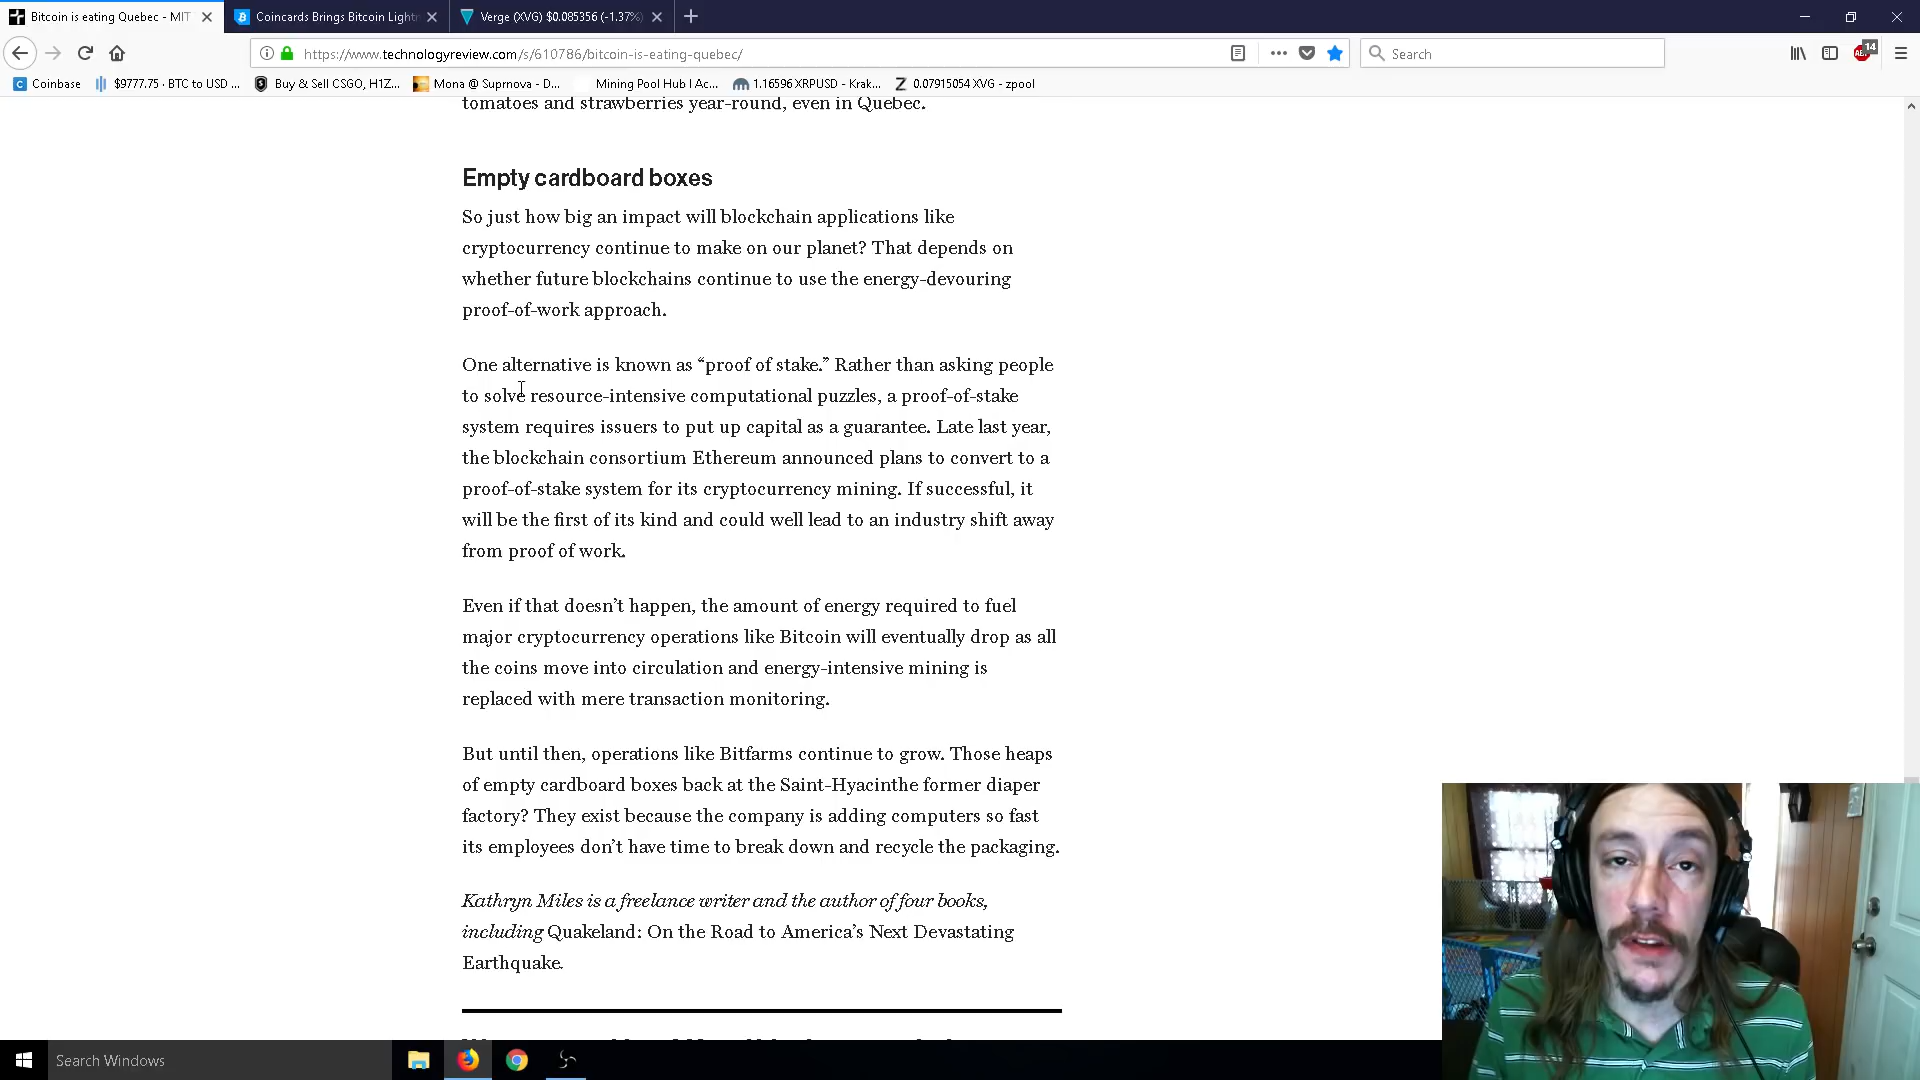 Bitcoin is eating Quebec - MIT
Coincards Brings Bitcoin Lightn
Verge (XVG) $0.085356 (-1.37%)
https://www.technologyreview.com/s/610786/bitcoin-is-eating-quebec/
Search
14
Coinbase
$9777.75 · BTC to USD ...
Buy & Sell CSGO, H1Z...
Mona @ Suprnova - D...
Mining Pool Hub l Ac...
1.16596 XRPUSD - Krak...
0.07915054 XVG - zpool
tomatoes and strawberries year-round, even in Quebec.
Empty cardboard boxes
So just how big an impact will blockchain applications like
cryptocurrency continue to make on our planet? That depends on
whether future blockchains continue to use the energy-devouring
proof-of-work approach.
One alternative is known as “proof of stake.” Rather than asking people
to solve resource-intensive computational puzzles, a proof-of-stake
system requires issuers to put up capital as a guarantee. Late last year,
the blockchain consortium Ethereum announced plans to convert to a
proof-of-stake system for its cryptocurrency mining. If successful, it
will be the first of its kind and could well lead to an industry shift away
from proof of work.
Even if that doesn’t happen, the amount of energy required to fuel
major cryptocurrency operations like Bitcoin will eventually drop as all
the coins move into circulation and energy-intensive mining is
replaced with mere transaction monitoring.
But until then, operations like Bitfarms continue to grow. Those heaps
of empty cardboard boxes back at the Saint-Hyacinthe former diaper
factory? They exist because the company is adding computers so fast
its employees don’t have time to break down and recycle the packaging.
Kathryn Miles is a freelance writer and the author of four books,
including Quakeland: On the Road to America’s Next Devastating
Earthquake.
Search Windows